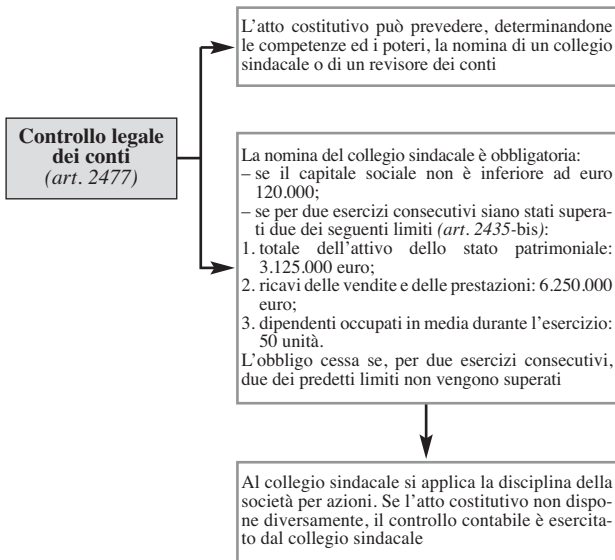 L'atto costitutivo può prevedere, determinandone
le competenze ed i poteri, la nomina di un collegio
sindacale o di un revisore dei conti
Controllo legale
dei conti
(art. 2477)
La nomina del collegio sindacale è obbligatoria:
– se il capitale sociale non è inferiore ad euro
120.000;
– se per due esercizi consecutivi siano stati supera-
ti due dei seguenti limiti (art. 2435-bis):
1. totale dell'attivo dello stato patrimoniale:
3.125.000 euro;
2. ricavi delle vendite e delle prestazioni: 6.250.000
euro;
3. dipendenti occupati in media durante l'esercizio:
50 unità.
L'obbligo cessa se, per due esercizi consecutivi,
due dei predetti limiti non vengono superati
Al collegio sindacale si applica la disciplina della
società per azioni. Se l'atto costitutivo non dispo-
ne diversamente, il controllo contabile è esercita-
to dal collegio sindacale